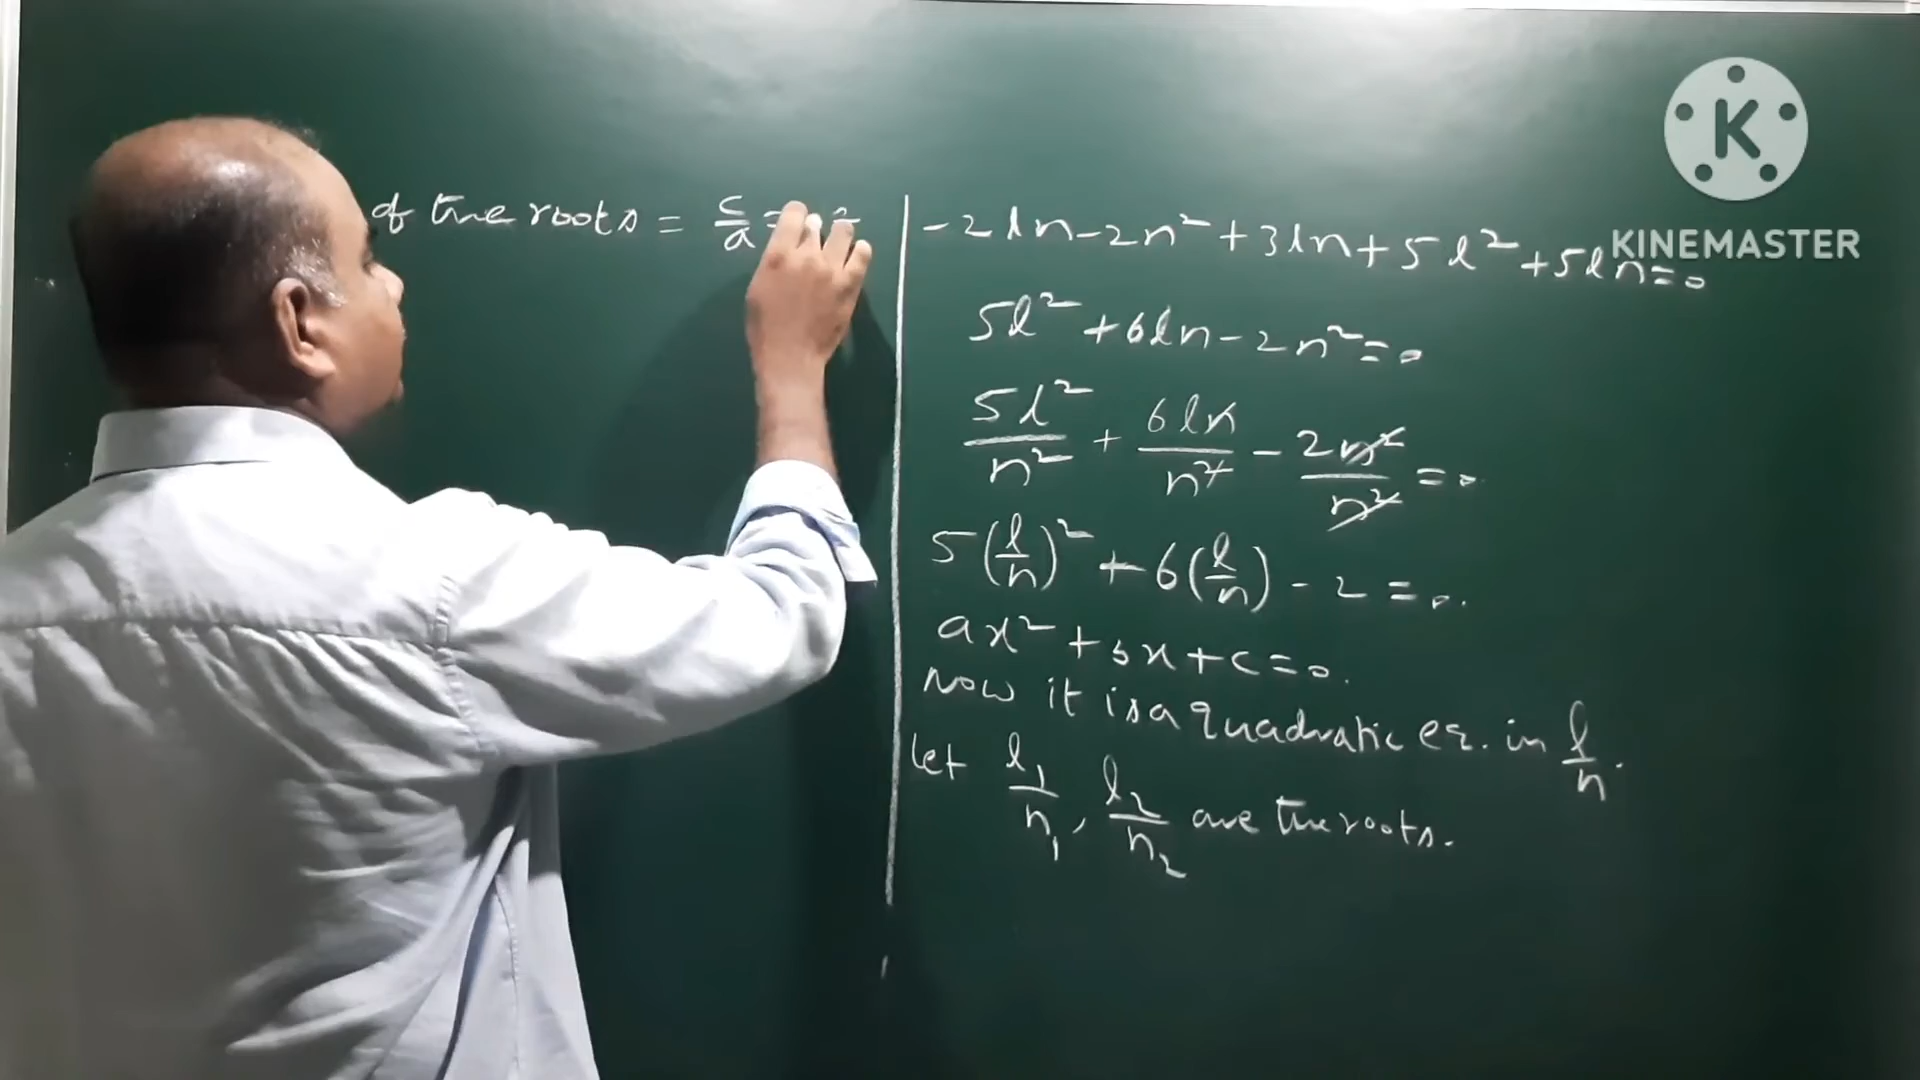 of the roots = c/a =
-2ln-2n²+3ln+5l²+5ln=0
5l²+6ln-2n²=0
5l²/n² + 6ln/n² - 2n²/n² = 0
5(l/n)² + 6(l/n) - 2 = 0.
ax²+bx+c=0.
Now it is a quadratic eq. in l/n.
let l₁/n₁, l₂/n₂ are the roots.
K
KINEMASTER